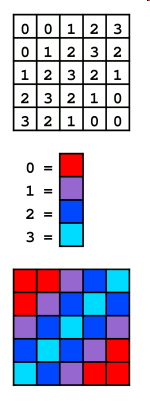 0 0 1 2 3
0 1 2 3 2
1 2 3 2 1
2 3 2 1 0
3 2 1 0 0
0 =
1 =
2 =
3 =